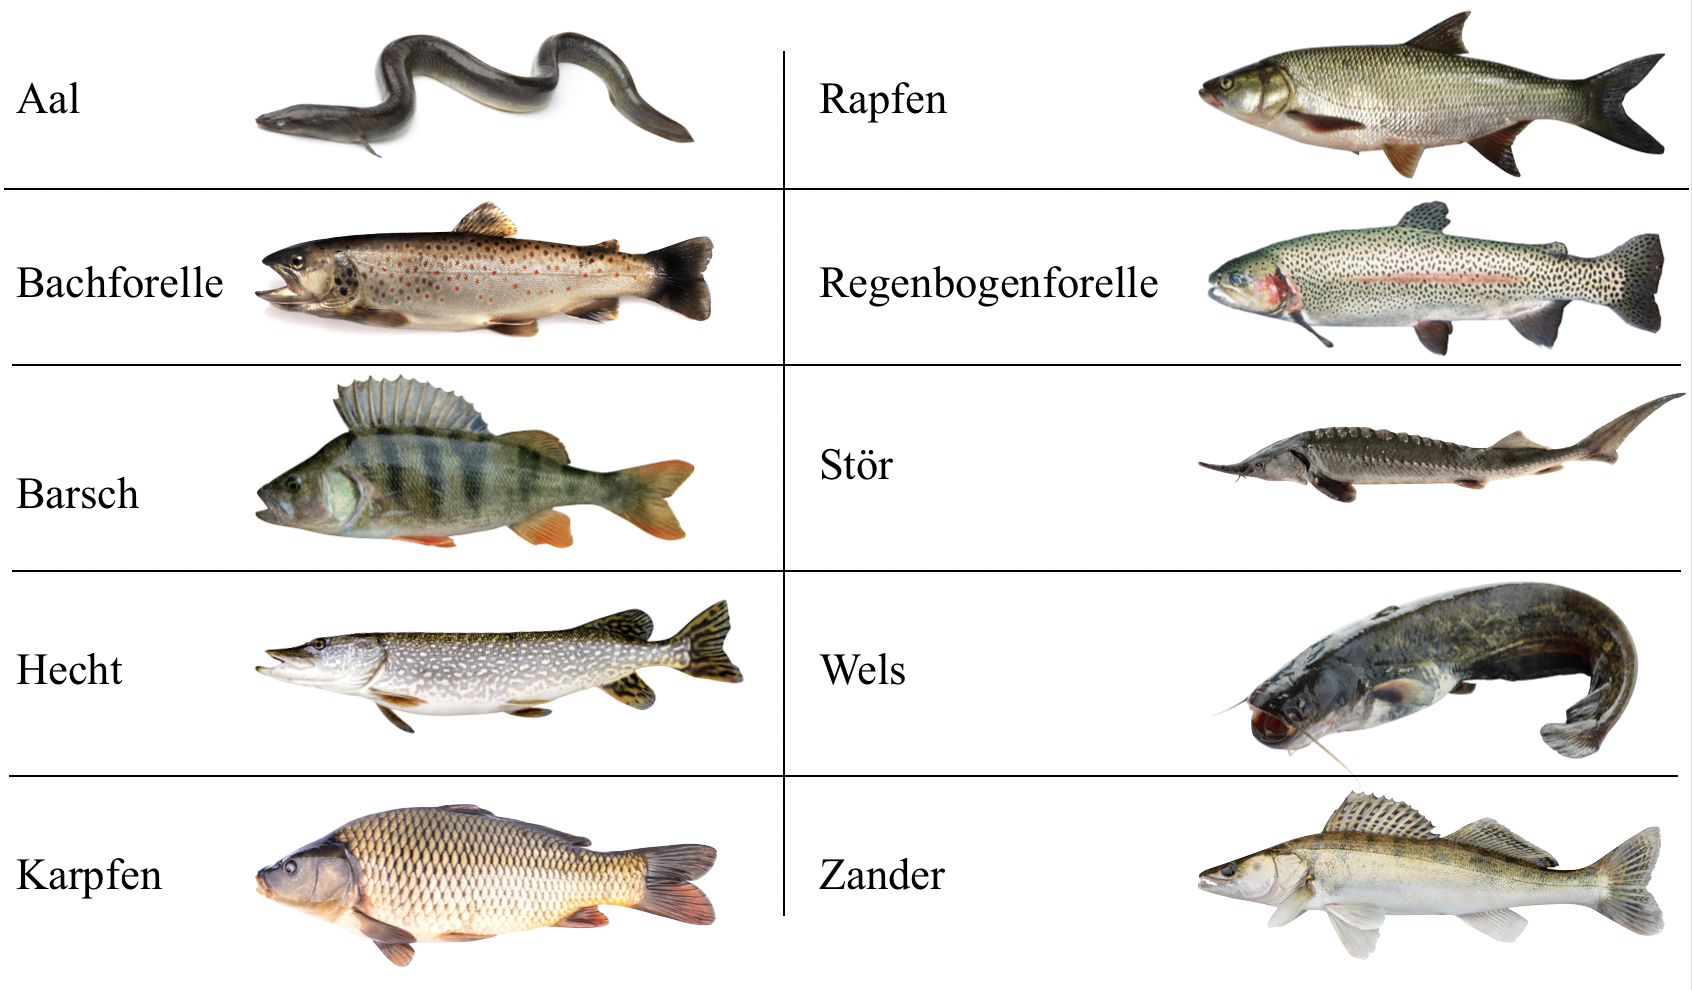 Aal
Rapfen
Bachforelle
Regenbogenforelle
Barsch
Stör
Hecht
Wels
Karpfen
Zander